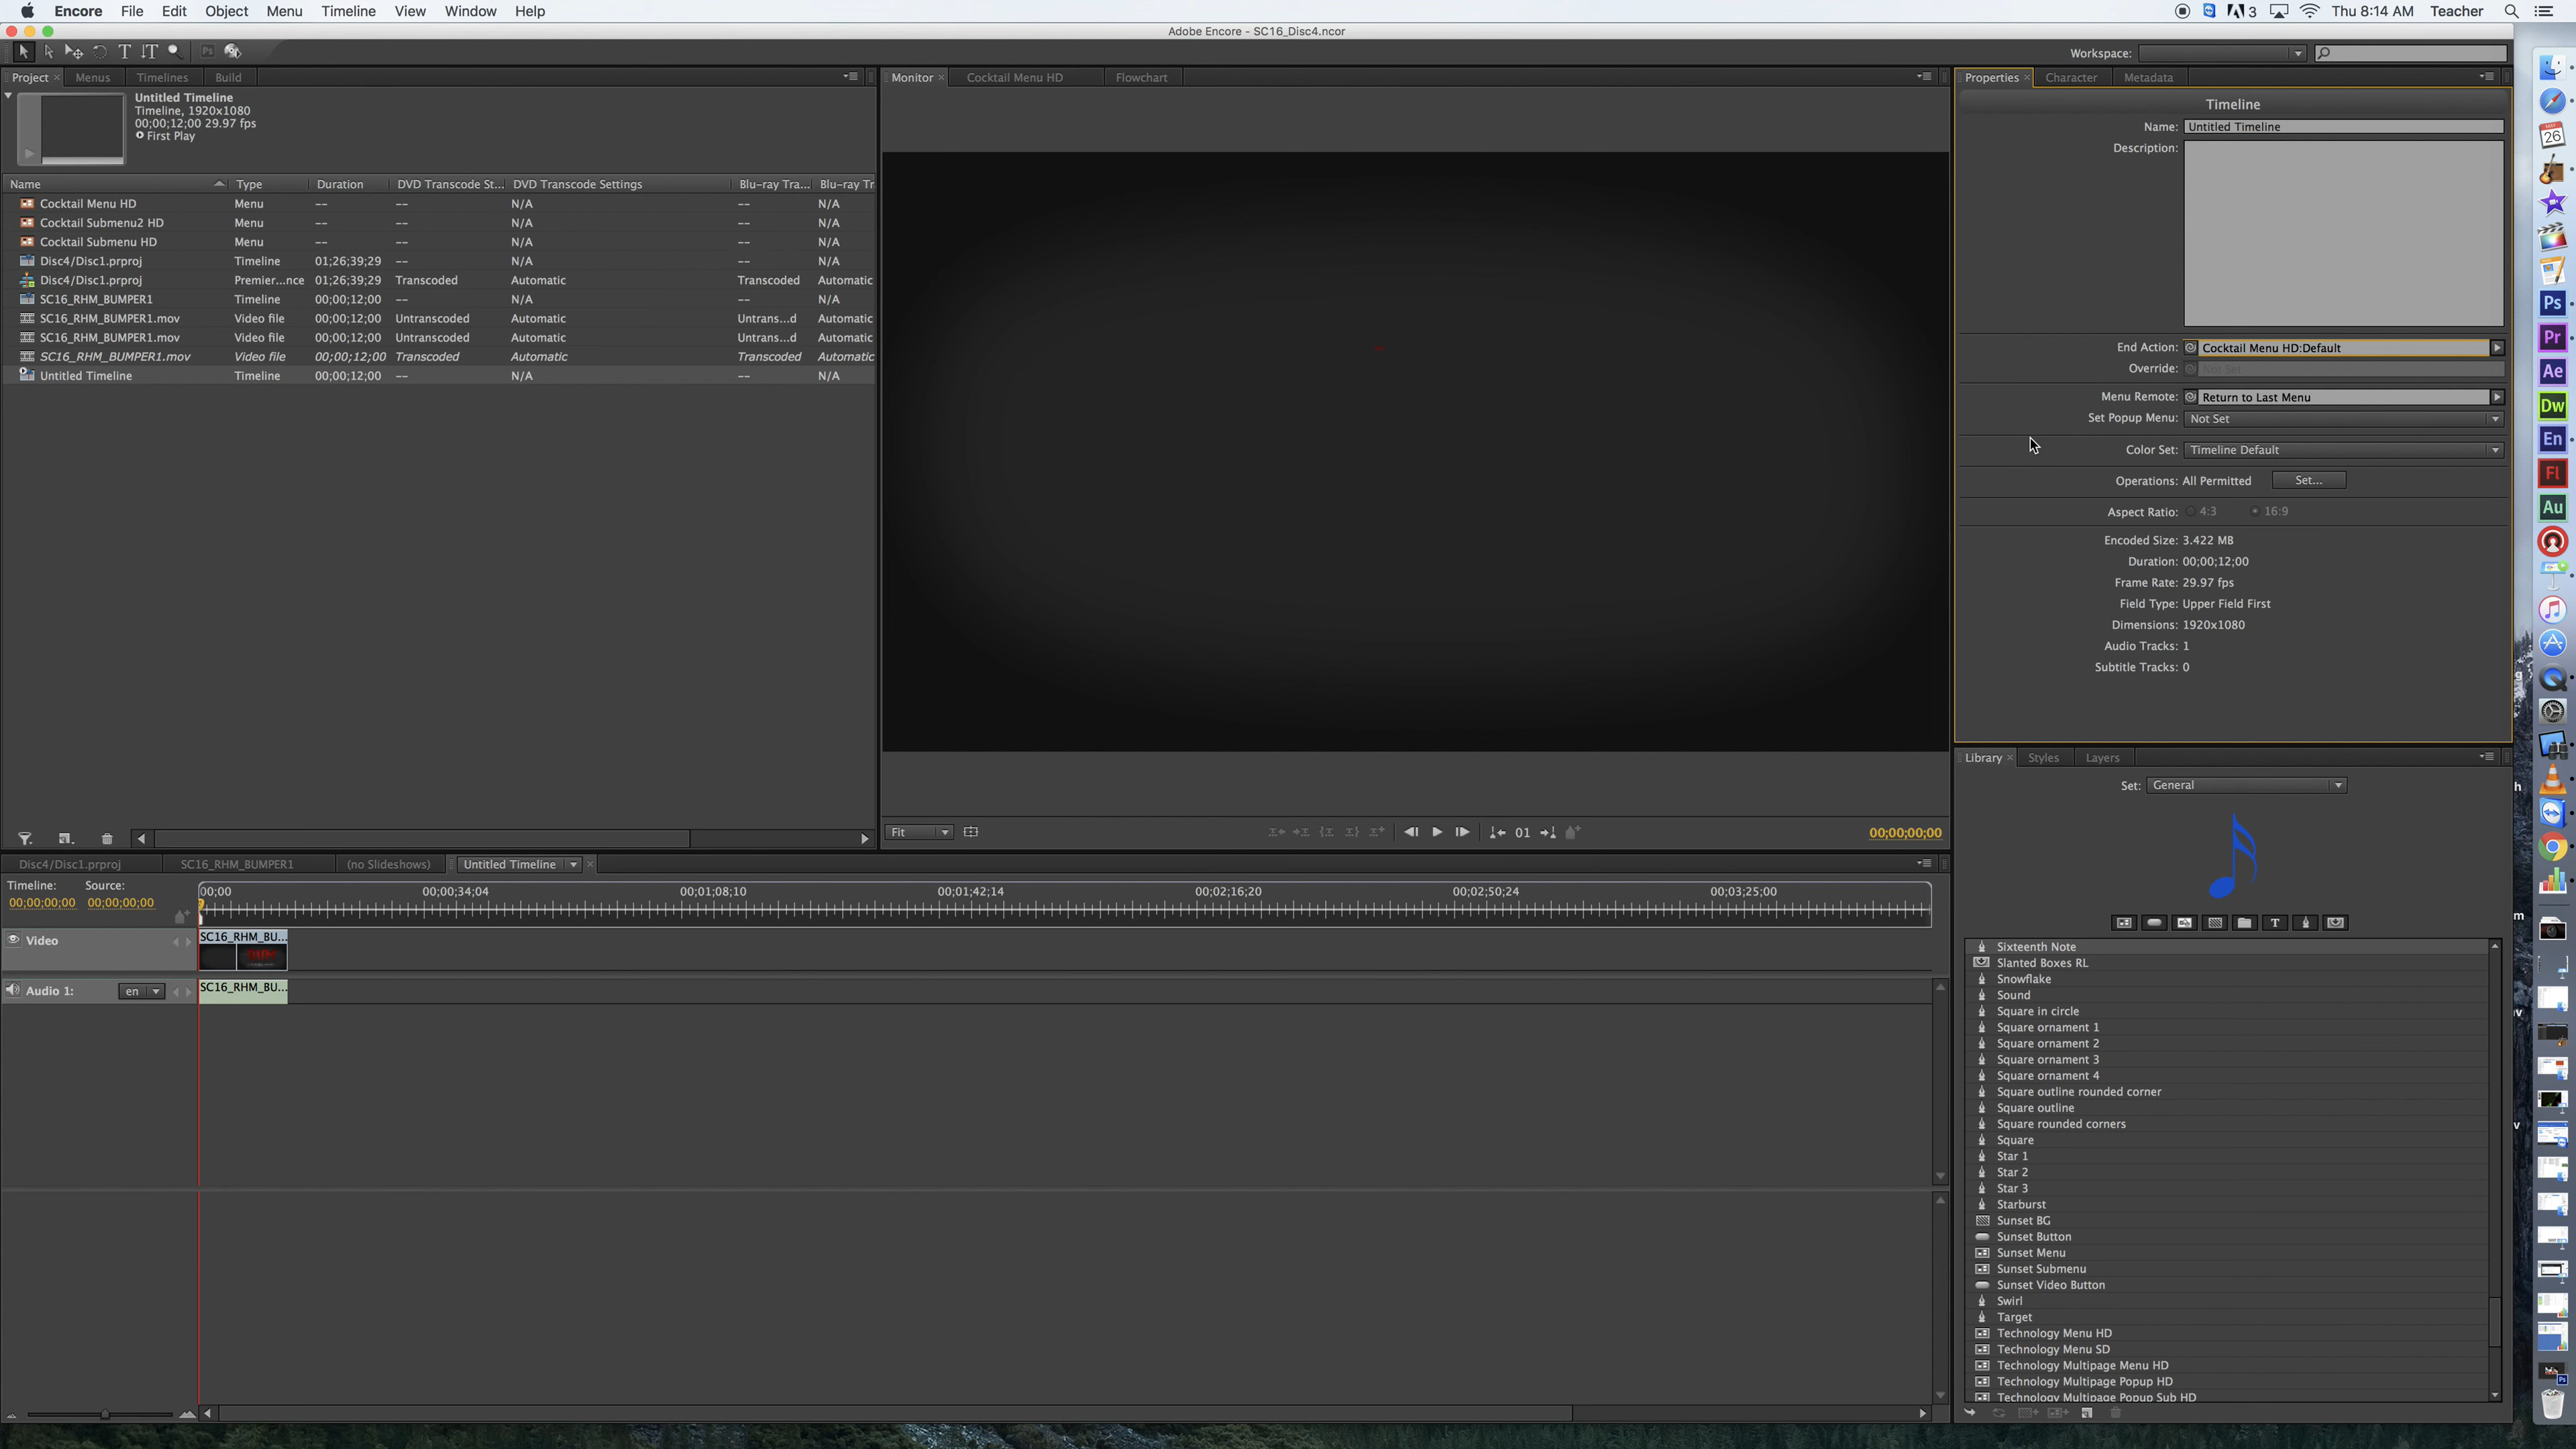 Encore File Edit Object Menu Timeline View Window Help
3 Thu 8:14 AM Teacher
Adobe Encore - SC16_Disc4.ncor
T T Ps Workspace:
Project Menus Timelines Build
Monitor Cocktail Menu HD Flowchart
Properties Character Metadata
Untitled Timeline
Timeline, 1920x1080
00;00;12;00 29.97 fps
First Play
Name Type Duration DVD Transcode St... DVD Transcode Settings Blu-ray Tra... Blu-ray Tr
Cocktail Menu HD Menu -- -- N/A -- N/A
Cocktail Submenu2 HD Menu -- -- N/A -- N/A
Cocktail Submenu HD Menu -- -- N/A -- N/A
Disc4/Disc1.prproj Timeline 01;26;39;29 -- N/A -- N/A
Disc4/Disc1.prproj Premier...nce 01;26;39;29 Transcoded Automatic Transcoded Automatic
SC16_RHM_BUMPER1 Timeline 00;00;12;00 -- N/A -- N/A
SC16_RHM_BUMPER1.mov Video file 00;00;12;00 Untranscoded Automatic Untrans...d Automatic
SC16_RHM_BUMPER1.mov Video file 00;00;12;00 Untranscoded Automatic Untrans...d Automatic
SC16_RHM_BUMPER1.mov Video file 00;00;12;00 Transcoded Automatic Transcoded Automatic
Untitled Timeline Timeline 00;00;12;00 -- N/A -- N/A
Fit 01 00;00;00;00
Timeline
Name: Untitled Timeline
Description:
End Action: Cocktail Menu HD:Default
Override: Not Set
Menu Remote: Return to Last Menu
Set Popup Menu: Not Set
Color Set: Timeline Default
Operations: All Permitted Set...
Aspect Ratio: 4:3 16:9
Encoded Size: 3.422 MB
Duration: 00;00;12;00
Frame Rate: 29.97 fps
Field Type: Upper Field First
Dimensions: 1920x1080
Audio Tracks: 1
Subtitle Tracks: 0
Library Styles Layers
Set: General
T
Sixteenth Note
Slanted Boxes RL
Snowflake
Sound
Square in circle
Square ornament 1
Square ornament 2
Square ornament 3
Square ornament 4
Square outline rounded corner
Square outline
Square rounded corners
Square
Star 1
Star 2
Star 3
Starburst
Sunset BG
Sunset Button
Sunset Menu
Sunset Submenu
Sunset Video Button
Swirl
Target
Technology Menu HD
Technology Menu SD
Technology Multipage Menu HD
Technology Multipage Popup HD
Technology Multipage Popup Sub HD
Disc4/Disc1.prproj SC16_RHM_BUMPER1 (no Slideshows) Untitled Timeline
Timeline: Source:
00;00;00;00 00;00;00;00
00;00 00;00;34;04 00;01;08;10 00;01;42;14 00;02;16;20 00;02;50;24 00;03;25;00
Video SC16_RHM_BU...
Audio 1: en SC16_RHM_BU...
MAY
26
Ps
Pr
Ae
Dw
En
Fl
Au